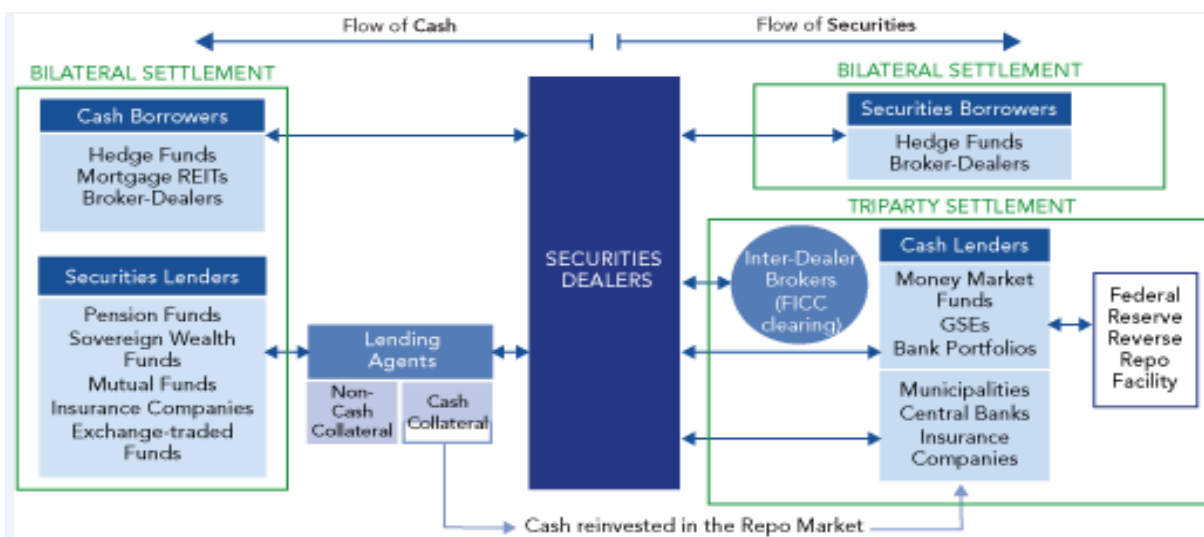 Flow of Cash
Flow of Securities
BILATERAL SETTLEMENT
Cash Borrowers
Hedge Funds
Mortgage REITs
Broker-Dealers
Securities Lenders
Pension Funds
Sovereign Wealth
Funds
Mutual Funds
Insurance Companies
Exchange-traded
Funds
Lending
Agents
Non-
Cash
Collateral
Cash
Collateral
SECURITIES
DEALERS
BILATERAL SETTLEMENT
Securities Borrowers
Hedge Funds
Broker-Dealers
TRIPARTY SETTLEMENT
Inter-Dealer
Brokers
(FICC
clearing)
Cash Lenders
Money Market
Funds
GSEs
Bank Portfolios
Municipalities
Central Banks
Insurance
Companies
Federal
Reserve
Reverse
Repo
Facility
Cash reinvested in the Repo Market